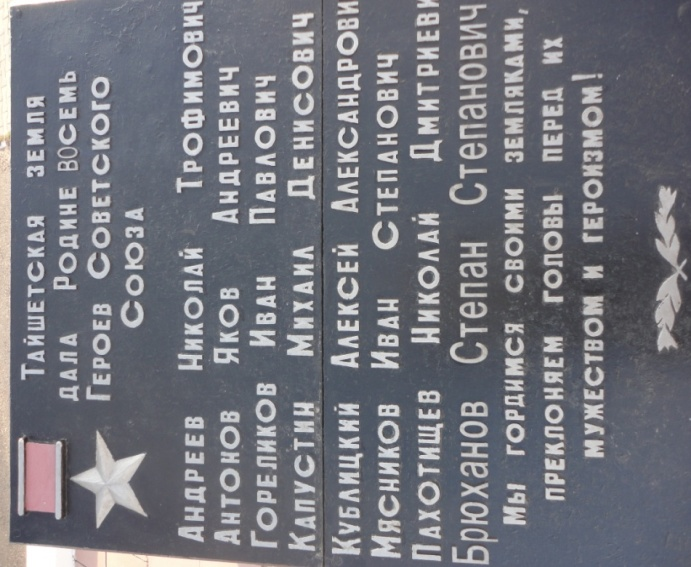 Тайшетская земля
дала Родине восемь
Героев Советского
Союза
Андреев Николай Трофимович
Антонов Яков Андреевич
Гореликов Иван Павлович
Капустин Михаил Денисович
Кублицкий Алексей Александрови
Мясников Иван Степанович
Пахотищев Николай Дмитриеви
Брюханов Степан Степанович
Мы гордимся своими земляками,
преклоняем головы перед их
мужеством и героизмом!